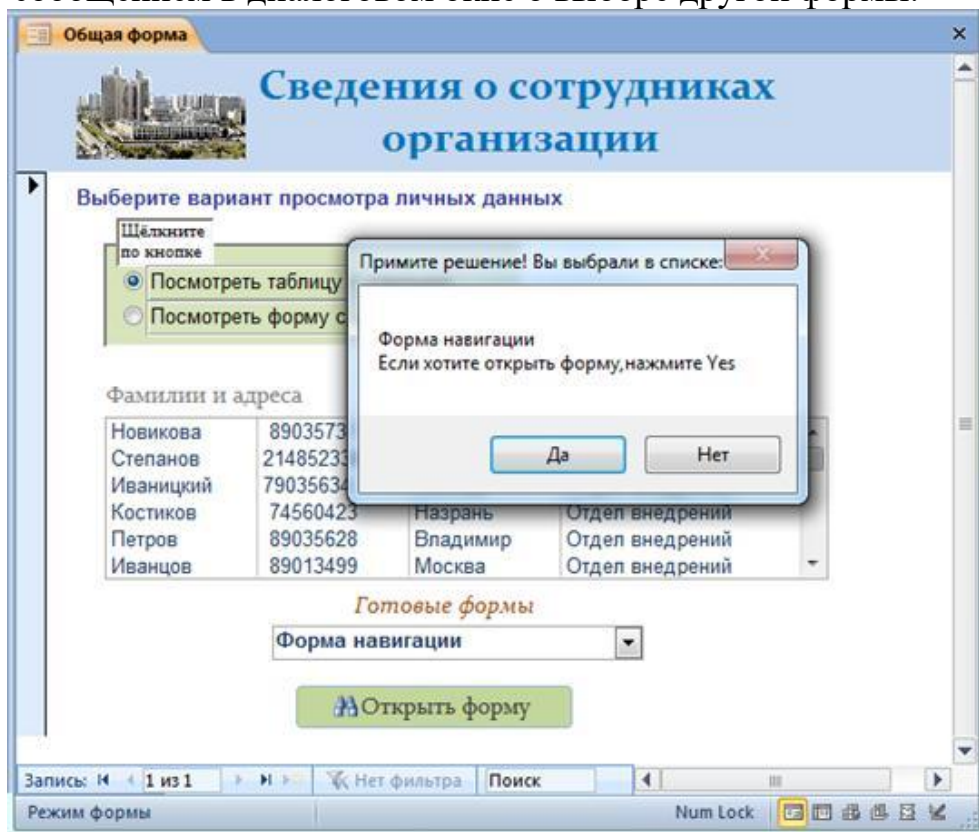 Общая форма
Сведения о сотрудниках
организации
Выберите вариант просмотра личных данных
Щёлкните
по кнопке
Посмотреть таблицу
Посмотреть форму с
Примите решение! Вы выбрали в списке:
Форма навигации
Если хотите открыть форму,нажмите Yes
Да
Нет
Фамилии и адреса
Новикова 8903573
Степанов 21485233
Иваницкий 79035634
Костиков 74560423 Назрань Отдел внедрений
Петров 89035628 Владимир Отдел внедрений
Иванцов 89013499 Москва Отдел внедрений
Готовые формы
Форма навигации
Открыть форму
Запись: 1 из 1 Нет фильтра Поиск
Режим формы Num Lock